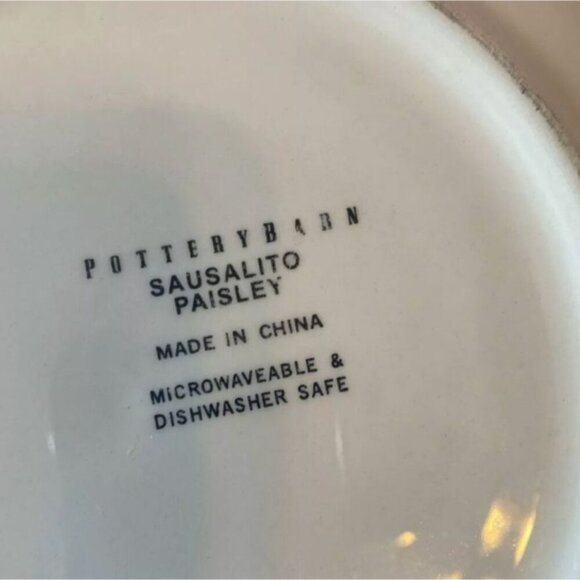 POTTERYBARN
SAUSALITO
PAISLEY
MADE IN CHINA
MiCROWAVEABLE &
DISHWASHER SAFE